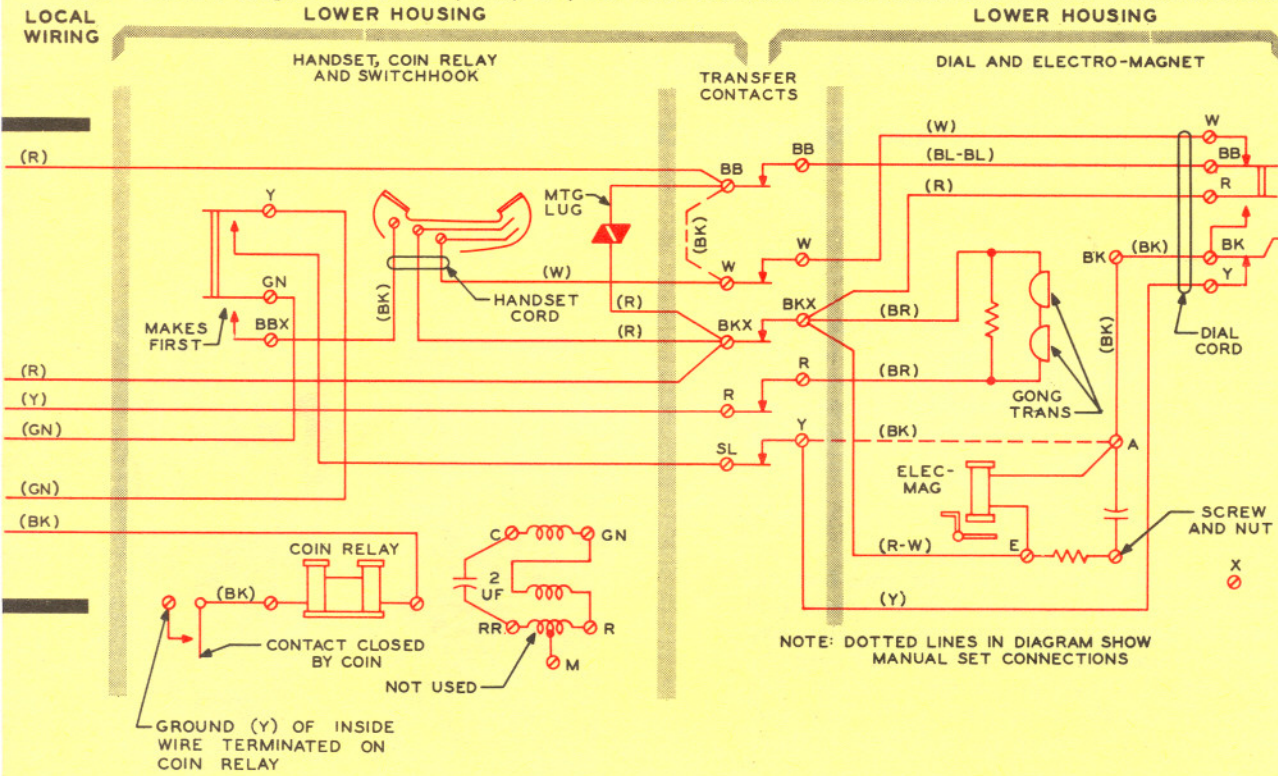 LOCAL
WIRING
LOWER HOUSING
LOWER HOUSING
HANDSET, COIN RELAY
AND SWITCHHOOK
TRANSFER
CONTACTS
DIAL AND ELECTRO-MAGNET
(R)
Y
GN
BBX
MAKES
FIRST
(BK)
HANDSET
CORD
(W)
MTG
LUG
(R)
(R)
BB
(BK)
W
BKX
R
SL
BB
W
BKX
R
Y
(W)
(BL-BL)
(R)
(BR)
(BR)
(BK)
GONG
TRANS
BK
(BK)
(BK)
W
BB
R
BK
Y
DIAL
CORD
(R)
(Y)
(GN)
(GN)
(BK)
A
ELEC-
MAG
(R-W)
E
(Y)
SCREW
AND NUT
X
COIN RELAY
(BK)
CONTACT CLOSED
BY COIN
C
GN
2
UF
RR
R
M
NOT USED
GROUND (Y) OF INSIDE
WIRE TERMINATED ON
COIN RELAY
NOTE: DOTTED LINES IN DIAGRAM SHOW
MANUAL SET CONNECTIONS